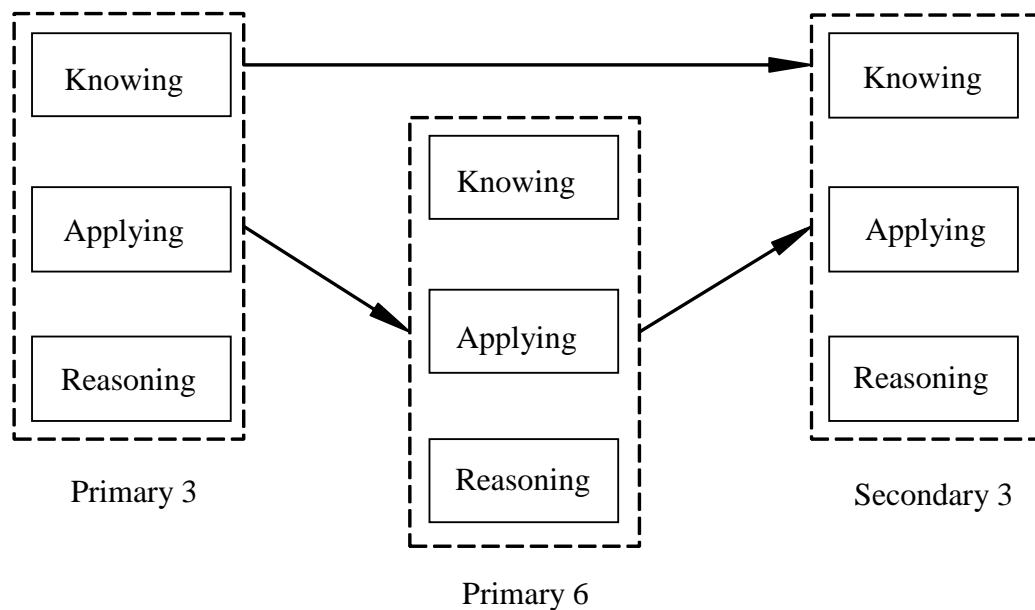 Knowing
Applying
Reasoning
Primary 3
Knowing
Applying
Reasoning
Primary 6
Knowing
Applying
Reasoning
Secondary 3